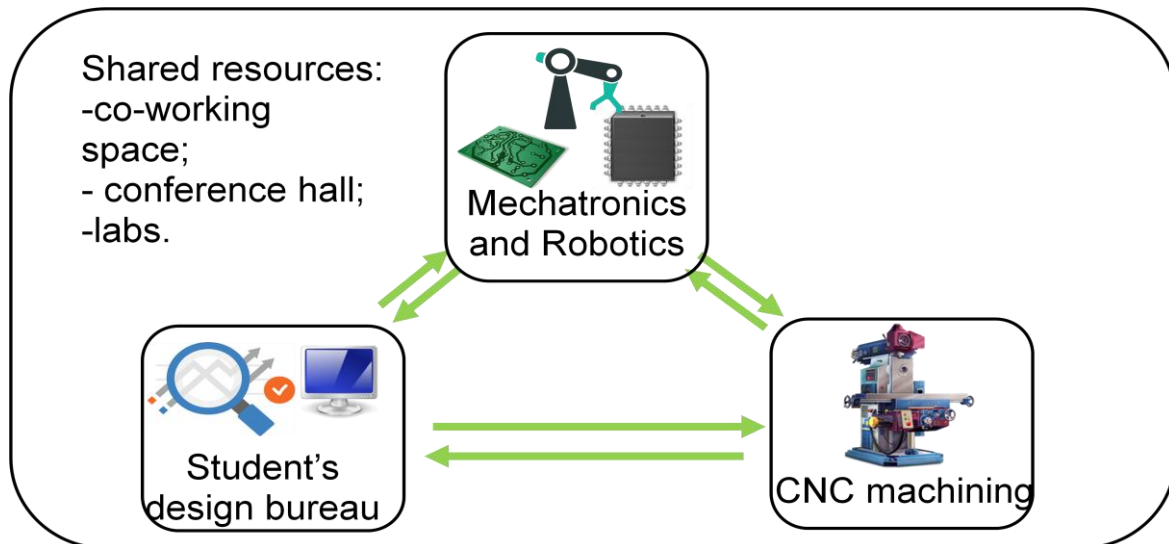 Shared resources:
-co-working
space;
- conference hall;
-labs.
Mechatronics
and Robotics
Student’s
design bureau
CNC machining